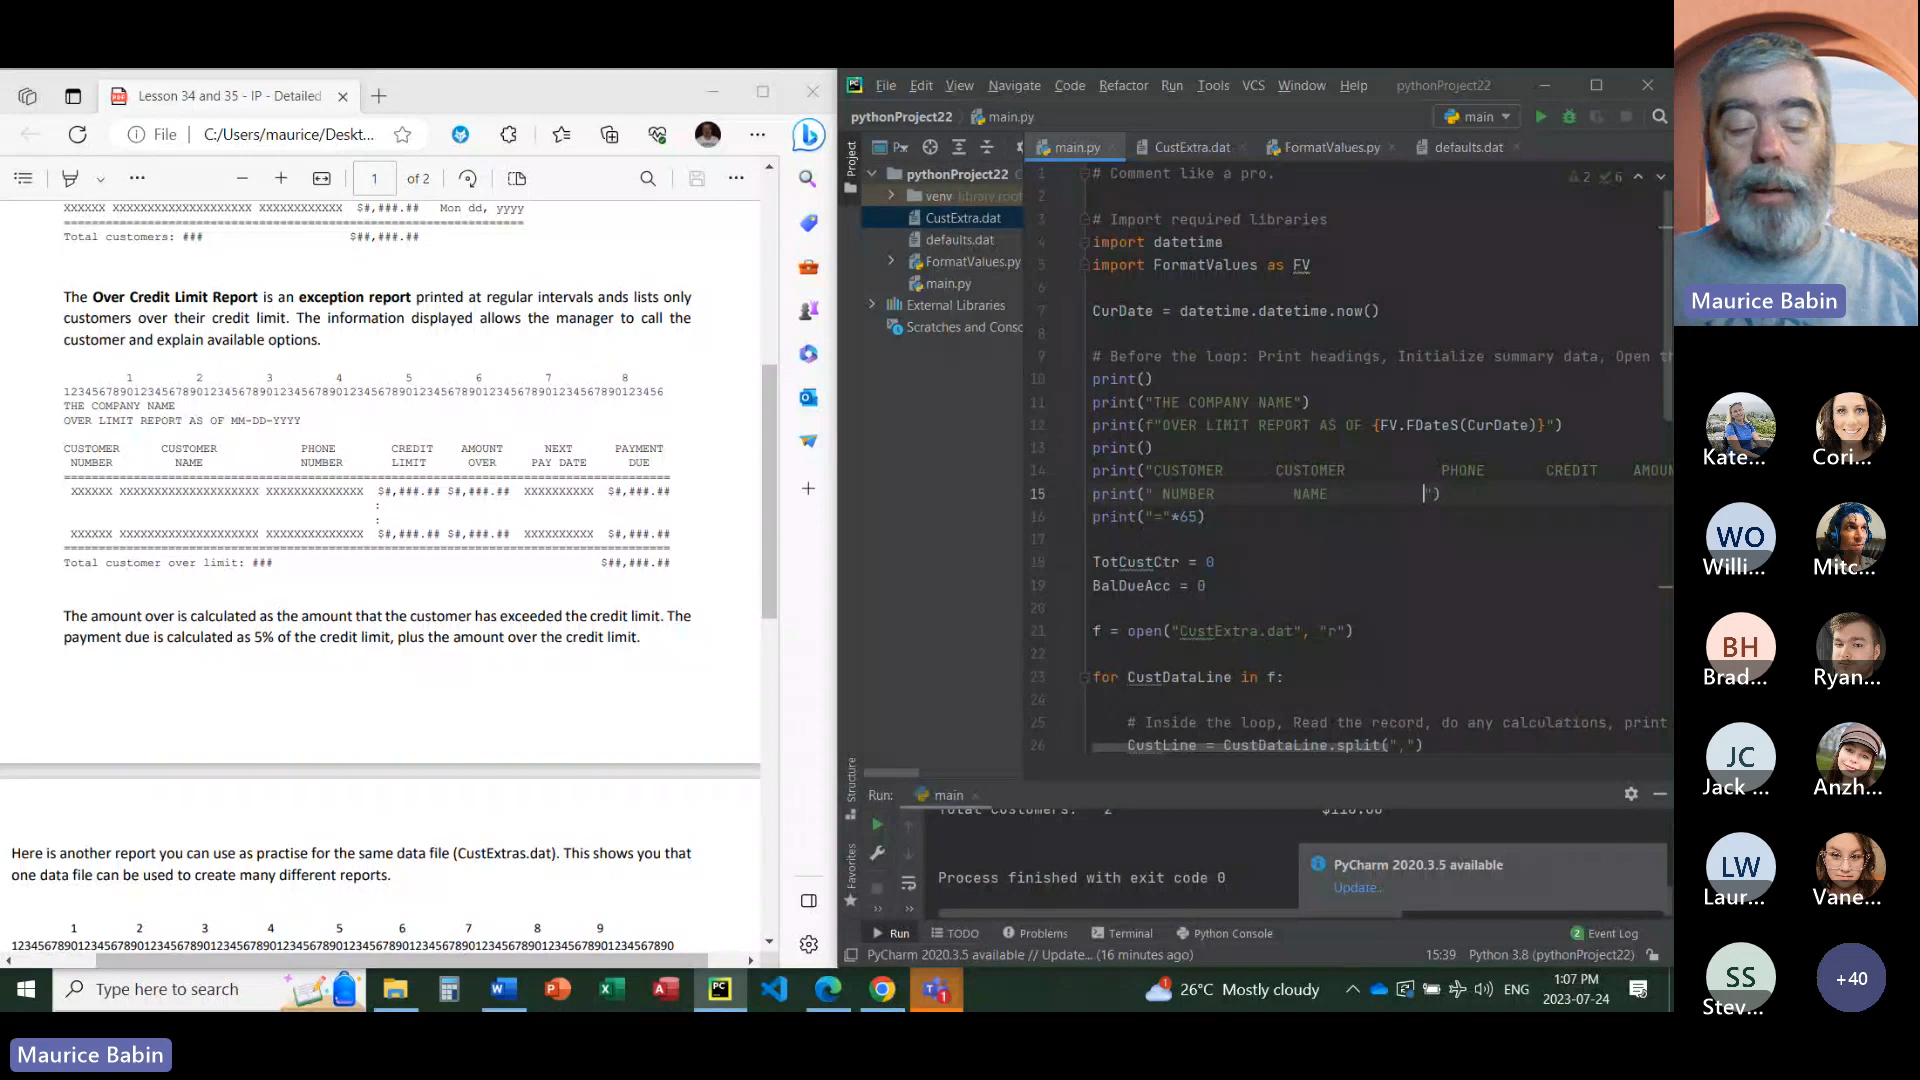 Lesson 34 and 35 - IP - Detailed
File
C:/Users/maurice/Deskt...
1
of 2
XXXXXX XXXXXXXXXXXXXXXXXXXX XXXXXXXXXXXX $#,###.## Mon dd, yyyy
Total customers: ### $##,###.##
The Over Credit Limit Report is an exception report printed at regular intervals ands lists only
customers over their credit limit. The information displayed allows the manager to call the
customer and explain available options.
1 2 3 4 5 6 7 8
12345678901234567890123456789012345678901234567890123456789012345678901234567890123456
THE COMPANY NAME
OVER LIMIT REPORT AS OF MM-DD-YYYY
CUSTOMER CUSTOMER PHONE CREDIT AMOUNT NEXT PAYMENT
NUMBER NAME NUMBER LIMIT OVER PAY DATE DUE
XXXXXX XXXXXXXXXXXXXXXXXXXX XXXXXXXXXXXXXX $#,###.## $#,###.## XXXXXXXXXX $#,###.##
:
:
XXXXXX XXXXXXXXXXXXXXXXXXXX XXXXXXXXXXXXXX $#,###.## $#,###.## XXXXXXXXXX $#,###.##
Total customer over limit: ### $##,###.##
The amount over is calculated as the amount that the customer has exceeded the credit limit. The
payment due is calculated as 5% of the credit limit, plus the amount over the credit limit.
Here is another report you can use as practise for the same data file (CustExtras.dat). This shows you that
one data file can be used to create many different reports.
1 2 3 4 5 6 7 8 9
123456789012345678901234567890123456789012345678901234567890123456789012345678901234567890
File Edit View Navigate Code Refactor Run Tools VCS Window Help pythonProject22
pythonProject22 main.py
main
Project
main.py CustExtra.dat FormatValues.py defaults.dat
pythonProject22
venv library root
CustExtra.dat
defaults.dat
FormatValues.py
main.py
External Libraries
Scratches and Consc
2 6
1 # Comment like a pro.
2
3 # Import required libraries
4 import datetime
5 import FormatValues as FV
6
7 CurDate = datetime.datetime.now()
8
9 # Before the loop: Print headings, Initialize summary data, Open th
10 print()
11 print("THE COMPANY NAME")
12 print(f"OVER LIMIT REPORT AS OF {FV.FDateS(CurDate)}")
13 print()
14 print("CUSTOMER CUSTOMER PHONE CREDIT AMOUN
15 print(" NUMBER NAME ")
16 print("="*65)
17
18 TotCustCtr = 0
19 BalDueAcc = 0
20
21 f = open("CustExtra.dat", "r")
22
23 for CustDataLine in f:
24
25 # Inside the loop, Read the record, do any calculations, print
26 CustLine = CustDataLine.split(",")
Structure
Favorites
Run: main
Total customers: 2 $110.00
Process finished with exit code 0
PyCharm 2020.3.5 available
Update...
Run TODO Problems Terminal Python Console
2 Event Log
PyCharm 2020.3.5 available // Update... (16 minutes ago)
15:39 Python 3.8 (pythonProject22)
Type here to search
26°C Mostly cloudy
ENG
1:07 PM
2023-07-24
Maurice Babin
Kate...
Cori...
WO
Willi...
Mitc...
BH
Brad...
Ryan...
JC
Jack ...
Anzh...
LW
Laur...
Vane...
SS
Stev...
+40
Maurice Babin